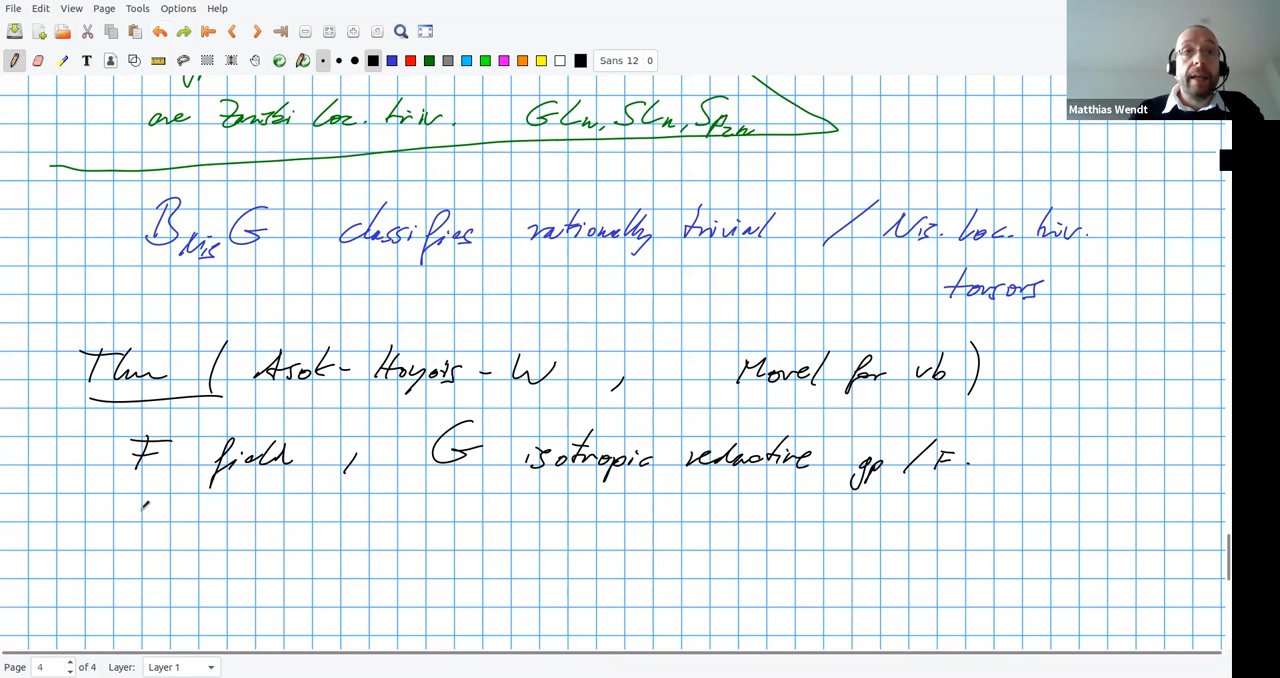 File Edit View Page Tools Options Help
Sans 12 0
are Zariski loc. triv. GLn, SLn, Sp2n
BNis G classifies rationally trivial / Nis. loc. triv.
torsors
Thm ( Asok - Hoyois - W , Morel for vb )
F field , G isotropic reductive gp / F.
Matthias Wendt
Page 4 of 4 Layer: Layer 1